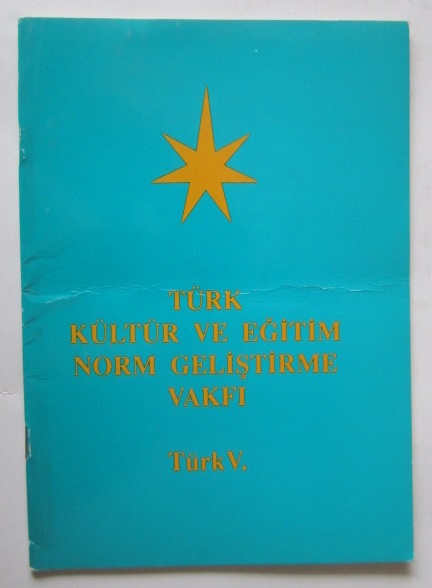 TÜRK
KÜLTÜR VE EĞİTİM
NORM GELİŞTİRME
VAKFI
TürkV.